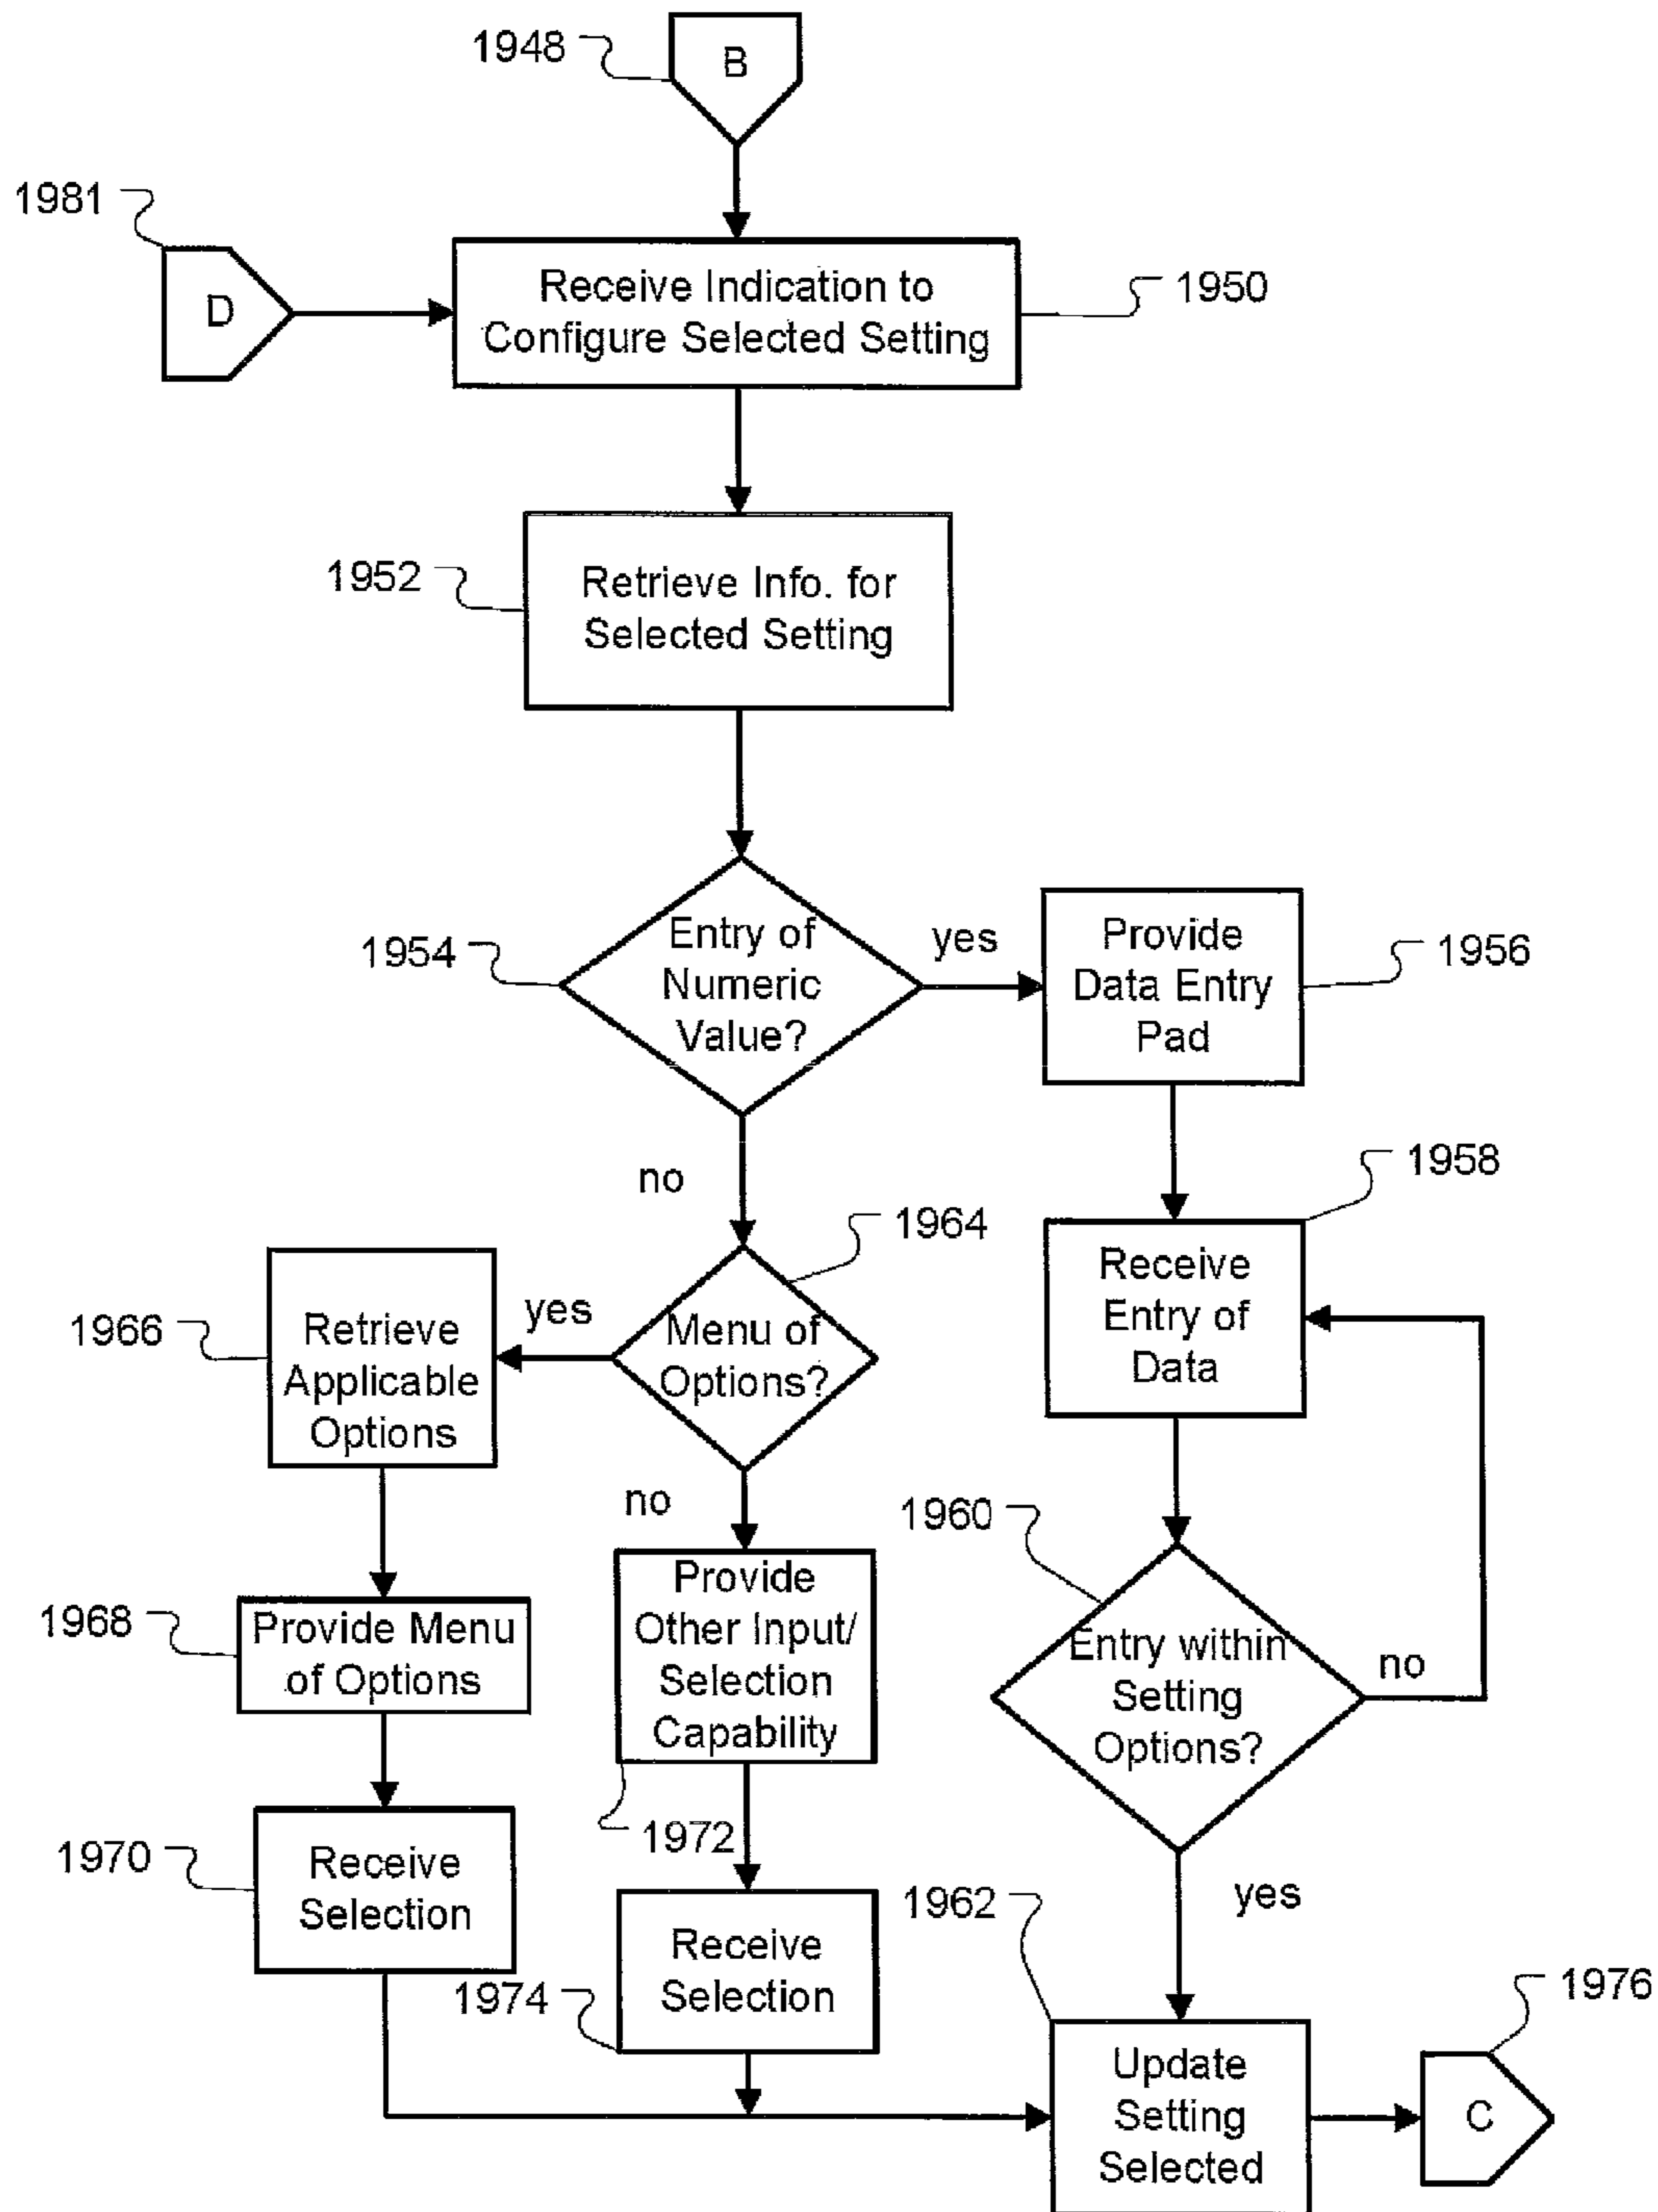 1948
B
1981
D
Receive Indication to
Configure Selected Setting
1950
1952
Retrieve Info. for
Selected Setting
1954
Entry of
Numeric
Value?
yes
Provide
Data Entry
Pad
1956
no
1958
Receive
Entry of
Data
1964
Menu of
Options?
yes
1966
Retrieve
Applicable
Options
no
1960
Entry within
Setting
Options?
no
1968
Provide Menu
of Options
Provide
Other Input/
Selection
Capability
1972
1970
Receive
Selection
yes
1962
Receive
Selection
1974
1976
Update
Setting
Selected
C